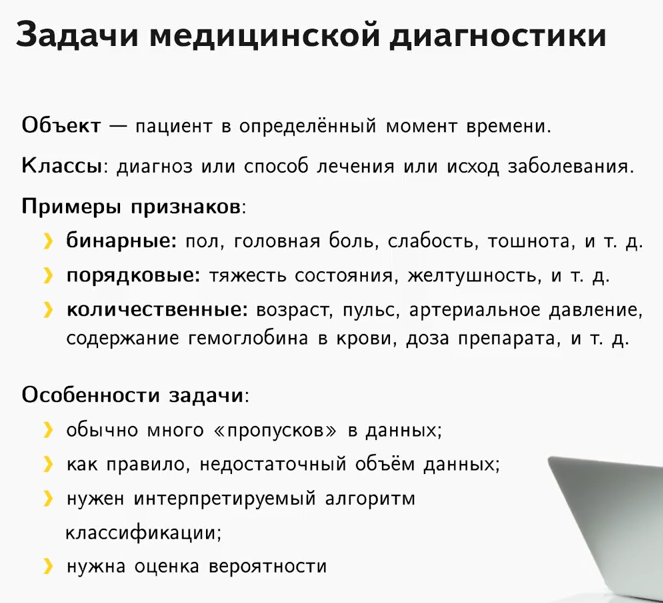 Задачи медицинской диагностики
Объект — пациент в определённый момент времени.
Классы: диагноз или способ лечения или исход заболевания.
Примеры признаков:
❯ бинарные: пол, головная боль, слабость, тошнота, и т. д.
❯ порядковые: тяжесть состояния, желтушность, и т. д.
❯ количественные: возраст, пульс, артериальное давление,
содержание гемоглобина в крови, доза препарата, и т. д.
Особенности задачи:
❯ обычно много «пропусков» в данных;
❯ как правило, недостаточный объём данных;
❯ нужен интерпретируемый алгоритм
классификации;
❯ нужна оценка вероятности